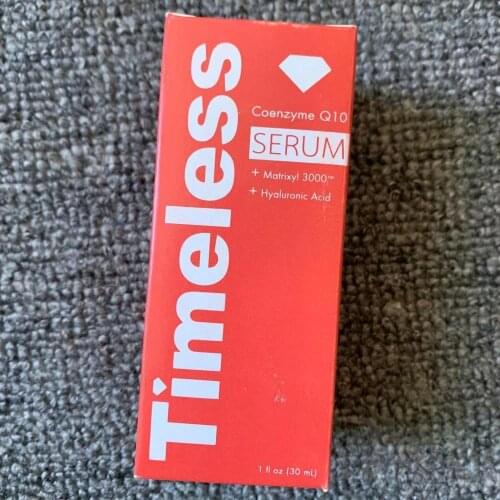 Timeless
Coenzyme Q10
SERUM
+ Matrixyl 3000™
+ Hyaluronic Acid
1 fl oz (30 mL)